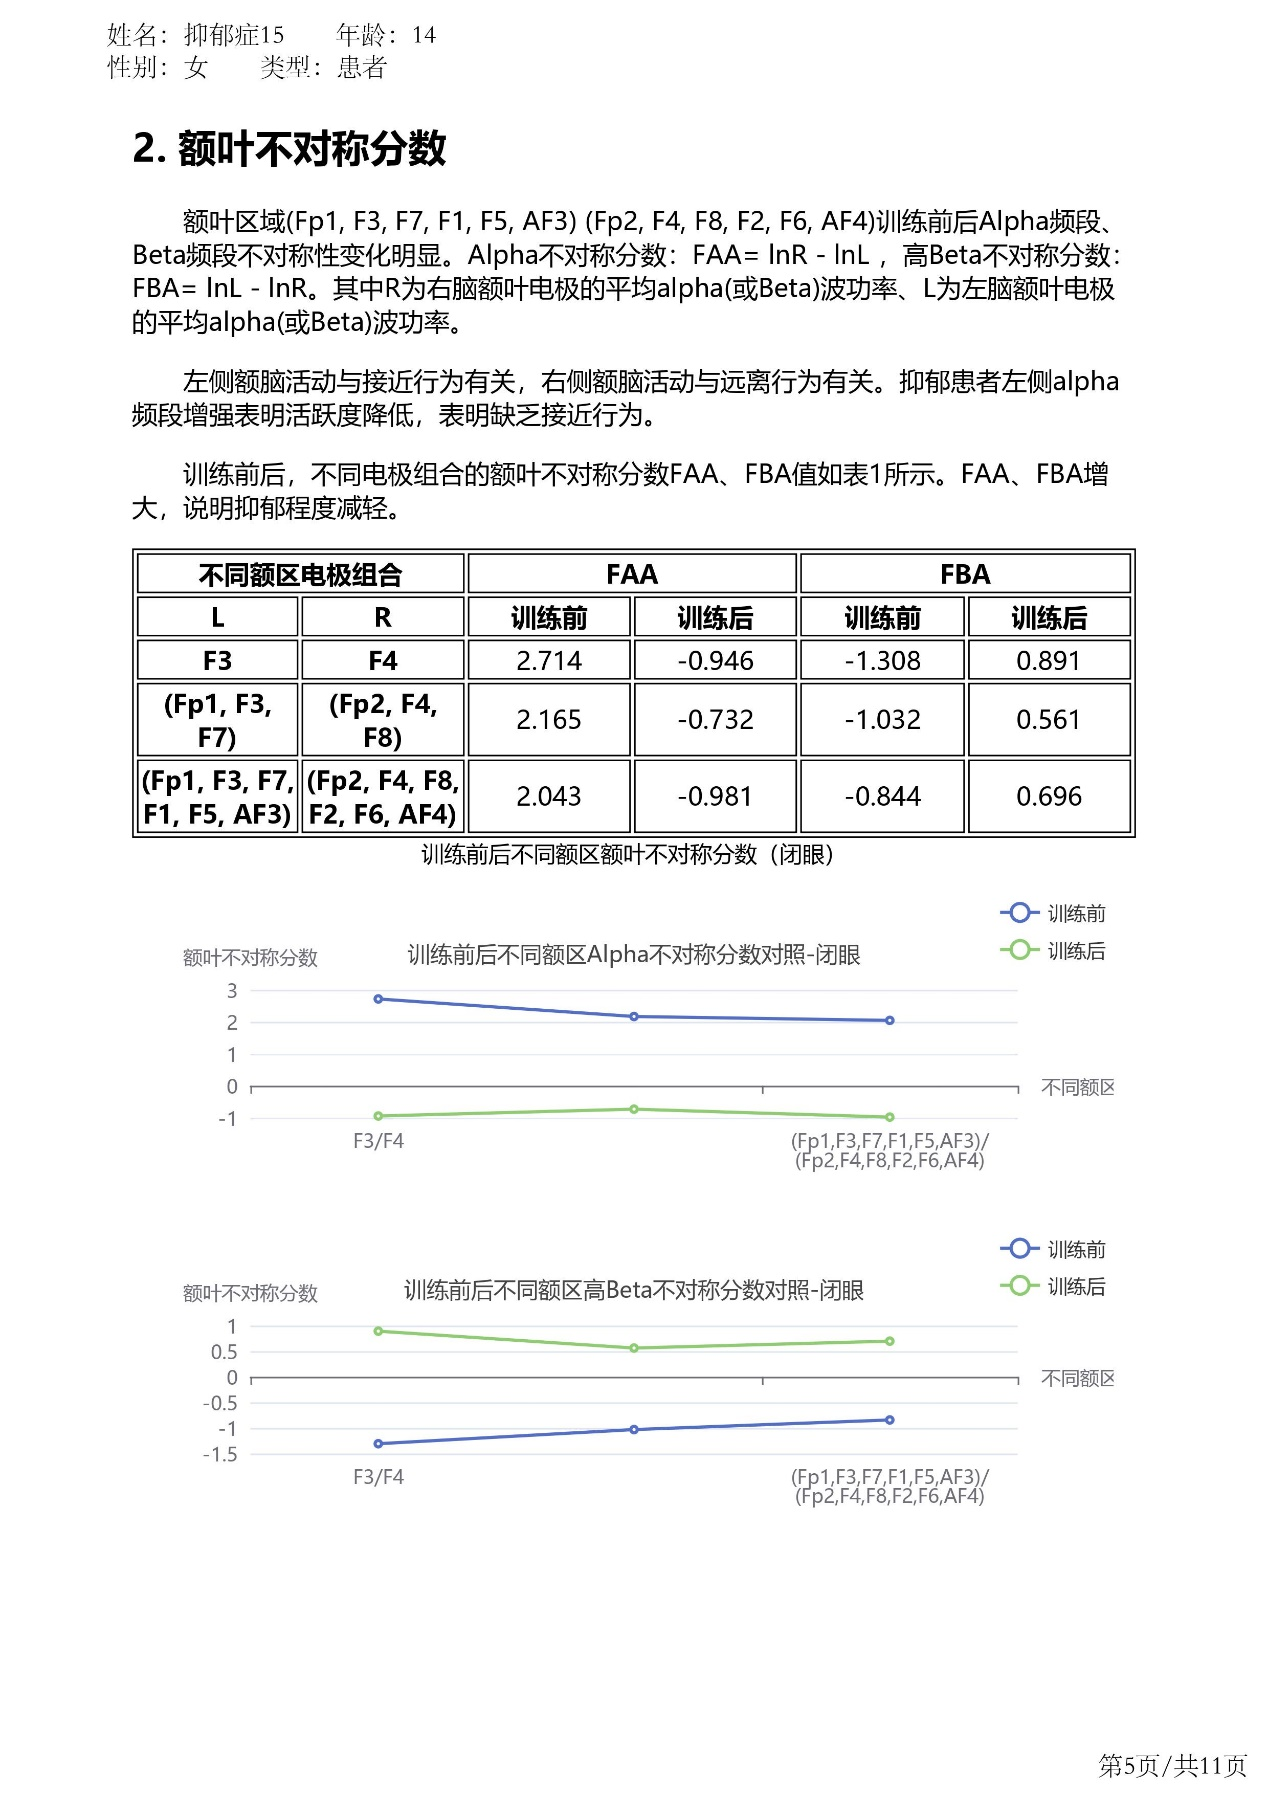 姓名：抑郁症15 年龄：14
性别：女 类型：患者
2. 额叶不对称分数
额叶区域(Fp1, F3, F7, F1, F5, AF3) (Fp2, F4, F8, F2, F6, AF4)训练前后Alpha频段、
Beta频段不对称性变化明显。Alpha不对称分数：FAA= lnR - lnL ，高Beta不对称分数：
FBA= lnL - lnR。其中R为右脑额叶电极的平均alpha(或Beta)波功率、L为左脑额叶电极
的平均alpha(或Beta)波功率。
左侧额脑活动与接近行为有关，右侧额脑活动与远离行为有关。抑郁患者左侧alpha
频段增强表明活跃度降低，表明缺乏接近行为。
训练前后，不同电极组合的额叶不对称分数FAA、FBA值如表1所示。FAA、FBA增
大，说明抑郁程度减轻。
不同额区电极组合 FAA FBA
L R 训练前 训练后 训练前 训练后
F3 F4 2.714 -0.946 -1.308 0.891
(Fp1, F3, (Fp2, F4,
F7) F8) 2.165 -0.732 -1.032 0.561
(Fp1, F3, F7, (Fp2, F4, F8,
F1, F5, AF3) F2, F6, AF4) 2.043 -0.981 -0.844 0.696
训练前后不同额区额叶不对称分数（闭眼）
训练前
训练后
额叶不对称分数 训练前后不同额区Alpha不对称分数对照-闭眼
3
2
1
0 不同额区
-1
F3/F4 (Fp1,F3,F7,F1,F5,AF3)/
(Fp2,F4,F8,F2,F6,AF4)
训练前
训练后
额叶不对称分数 训练前后不同额区高Beta不对称分数对照-闭眼
1
0.5
0 不同额区
-0.5
-1
-1.5
F3/F4 (Fp1,F3,F7,F1,F5,AF3)/
(Fp2,F4,F8,F2,F6,AF4)
第5页/共11页